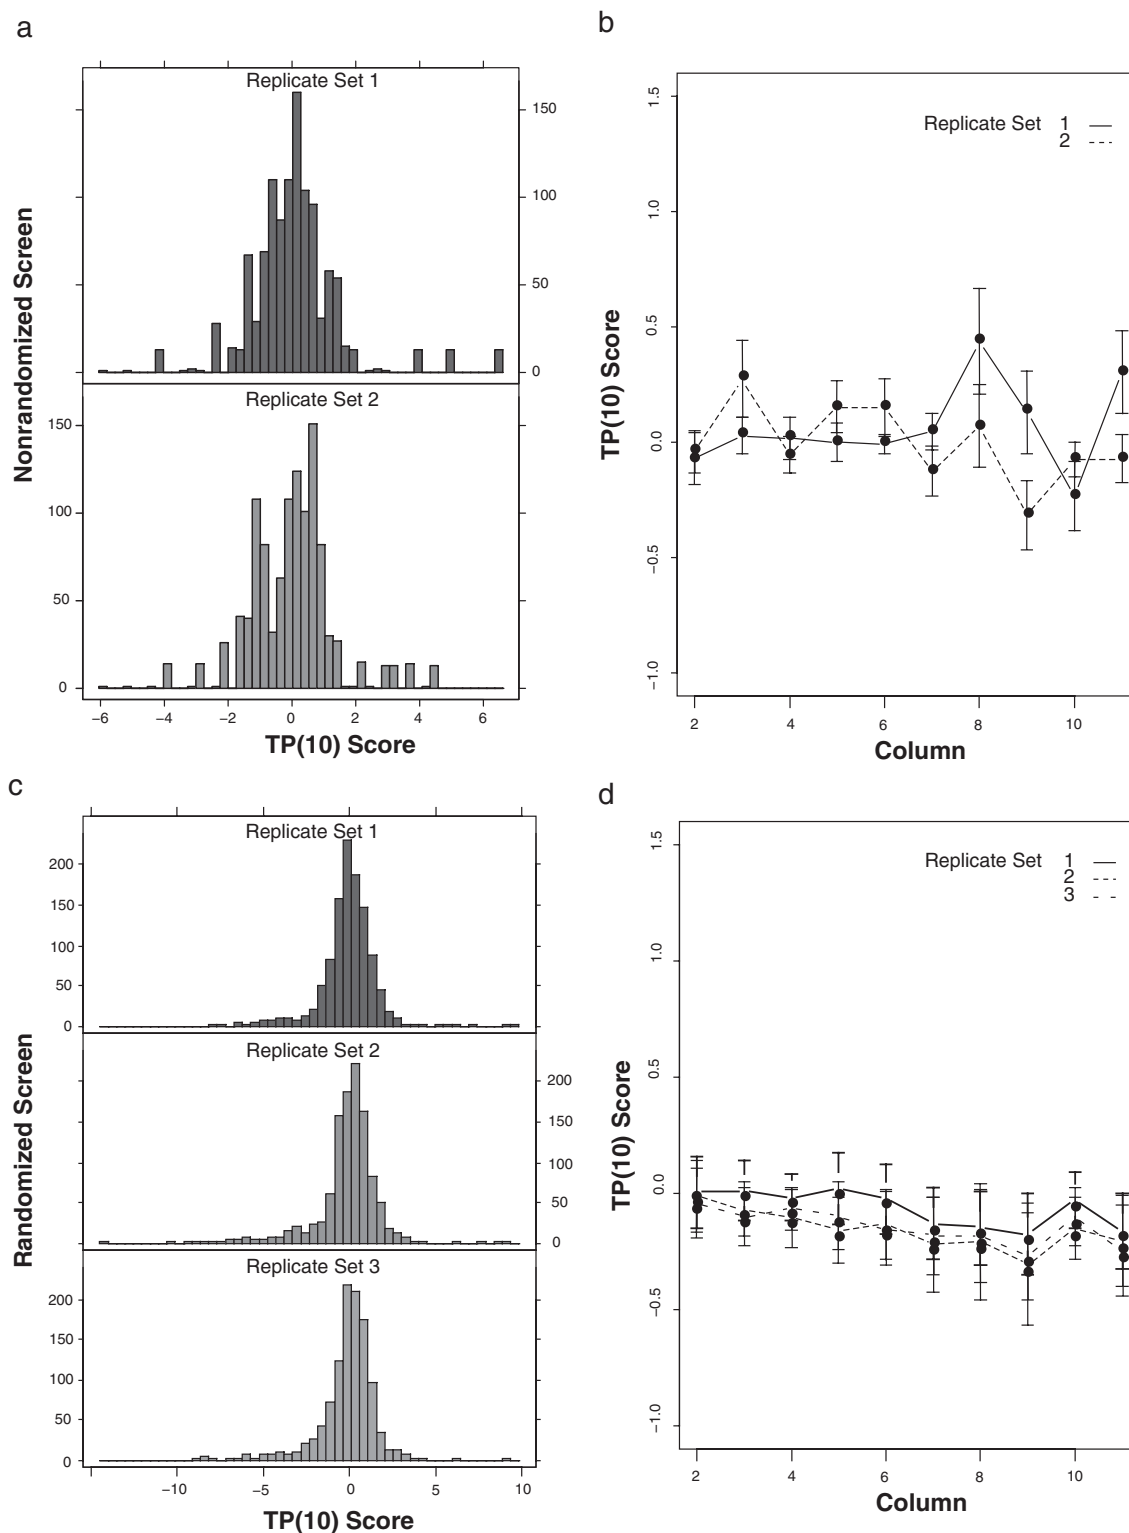 a
Replicate Set 1
150
100
50
0
Nonrandomized Screen
Replicate Set 2
150
100
50
0
−6 −4 −2 0 2 4 6
TP(10) Score
b
Replicate Set 1
2
1.5
1.0
0.5
0.0
−0.5
−1.0
TP(10) Score
2 4 6 8 10
Column
c
Replicate Set 1
200
150
100
50
0
Randomized Screen
Replicate Set 2
200
150
100
50
0
Replicate Set 3
200
150
100
50
0
−10 −5 0 5 10
TP(10) Score
d
Replicate Set 1
2
3
1.5
1.0
0.5
0.0
−0.5
−1.0
TP(10) Score
2 4 6 8 10
Column